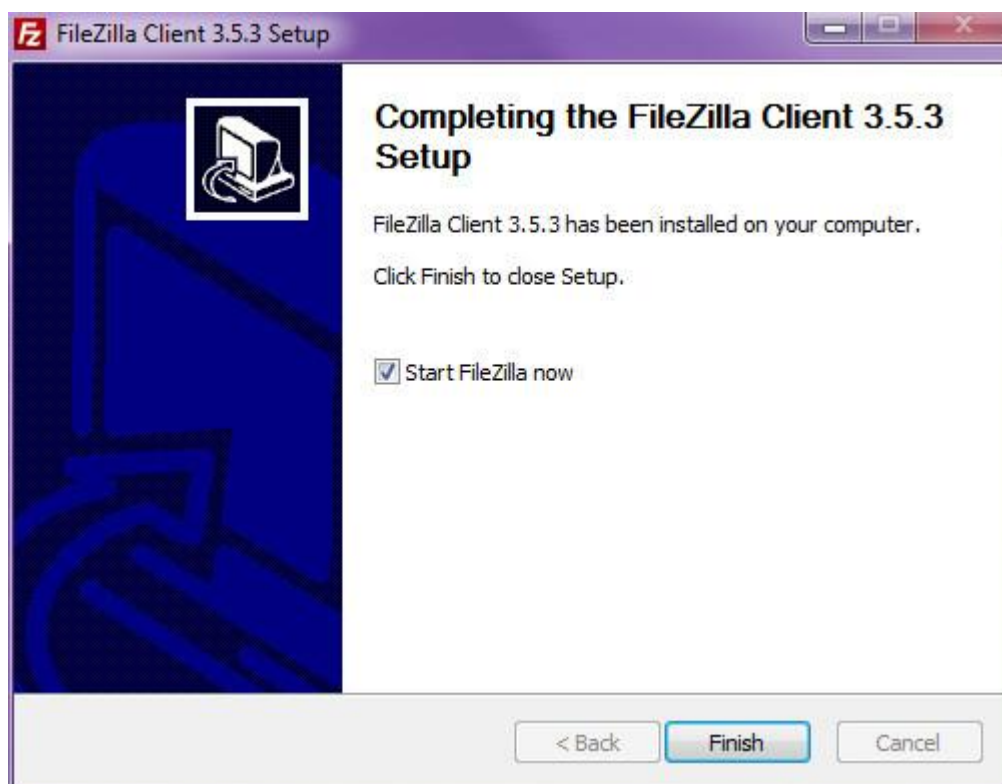 FileZilla Client 3.5.3 Setup
Completing the FileZilla Client 3.5.3
Setup
FileZilla Client 3.5.3 has been installed on your computer.
Click Finish to close Setup.
Start FileZilla now
< Back Finish Cancel